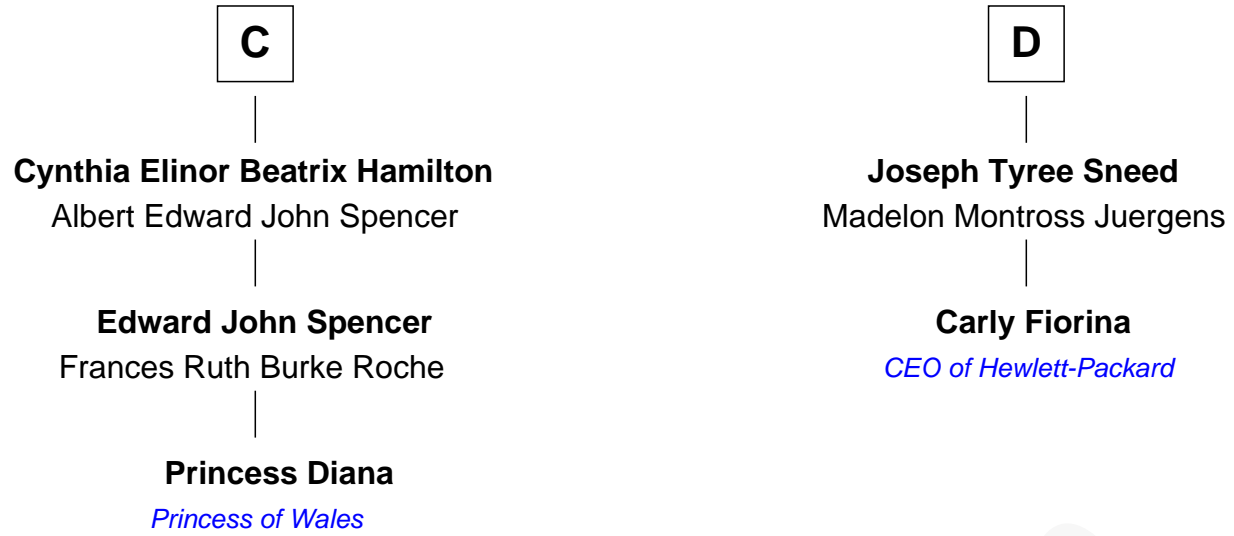 C
Cynthia Elinor Beatrix Hamilton
Albert Edward John Spencer
Edward John Spencer
Frances Ruth Burke Roche
Princess Diana
Princess of Wales
D
Joseph Tyree Sneed
Madelon Montross Juergens
Carly Fiorina
CEO of Hewlett-Packard